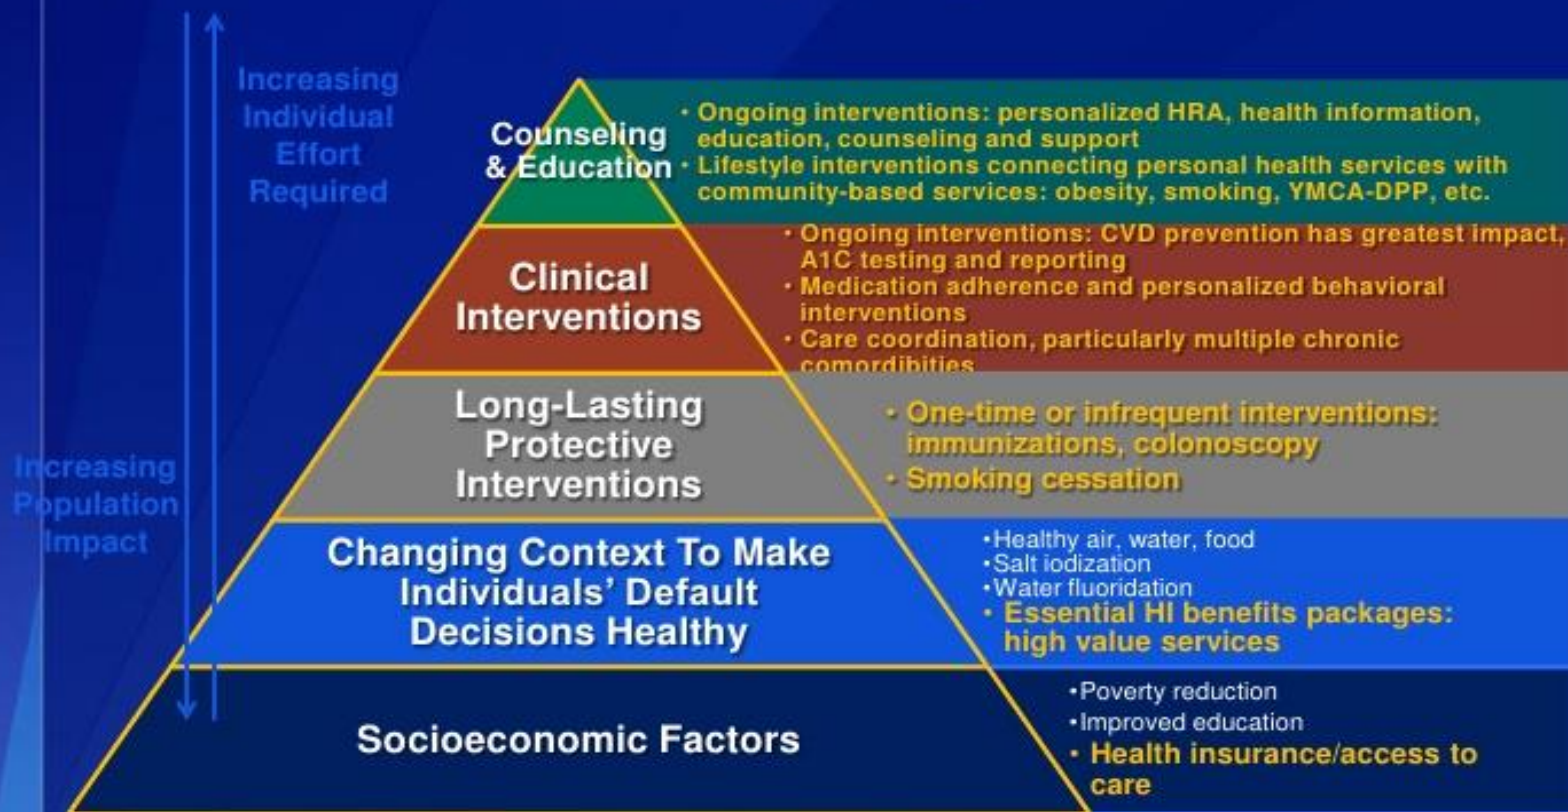 Increasing
Individual
Effort
Required
Increasing
Population
Impact
Counseling
& Education
• Ongoing interventions: personalized HRA, health information,
education, counseling and support
• Lifestyle interventions connecting personal health services with
community-based services: obesity, smoking, YMCA-DPP, etc.
Clinical
Interventions
• Ongoing interventions: CVD prevention has greatest impact,
A1C testing and reporting
• Medication adherence and personalized behavioral
interventions
• Care coordination, particularly multiple chronic
comordibities
Long-Lasting
Protective
Interventions
• One-time or infrequent interventions:
immunizations, colonoscopy
• Smoking cessation
Changing Context To Make
Individuals’ Default
Decisions Healthy
•Healthy air, water, food
•Salt iodization
•Water fluoridation
• Essential HI benefits packages:
high value services
Socioeconomic Factors
•Poverty reduction
•Improved education
• Health insurance/access to
care